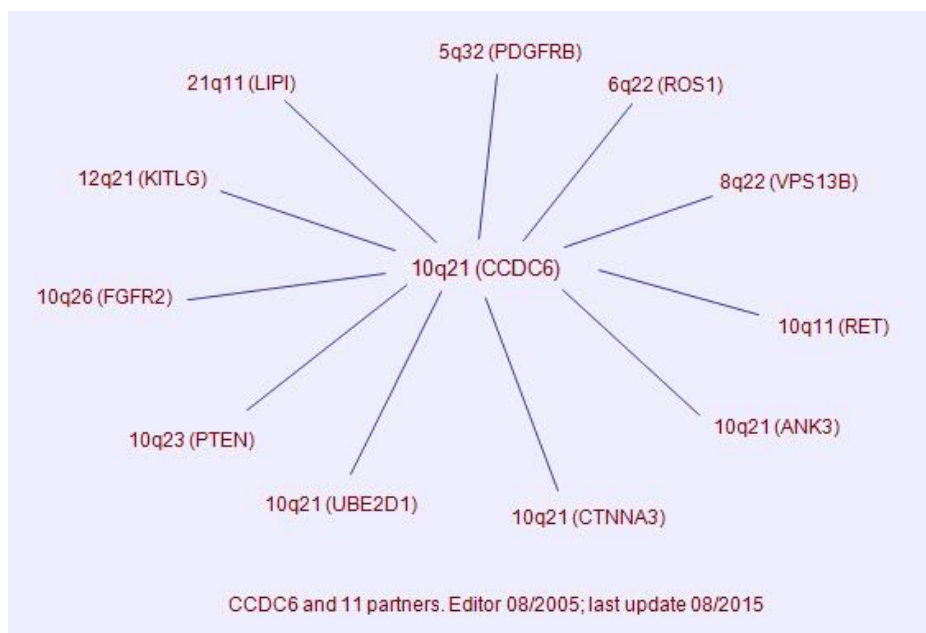 5q32 (PDGFRB)
21q11 (LIPI)
6q22 (ROS1)
12q21 (KITLG)
8q22 (VPS13B)
10q21 (CCDC6)
10q26 (FGFR2)
10q11 (RET)
10q23 (PTEN)
10q21 (ANK3)
10q21 (UBE2D1)
10q21 (CTNNA3)
CCDC6 and 11 partners. Editor 08/2005; last update 08/2015